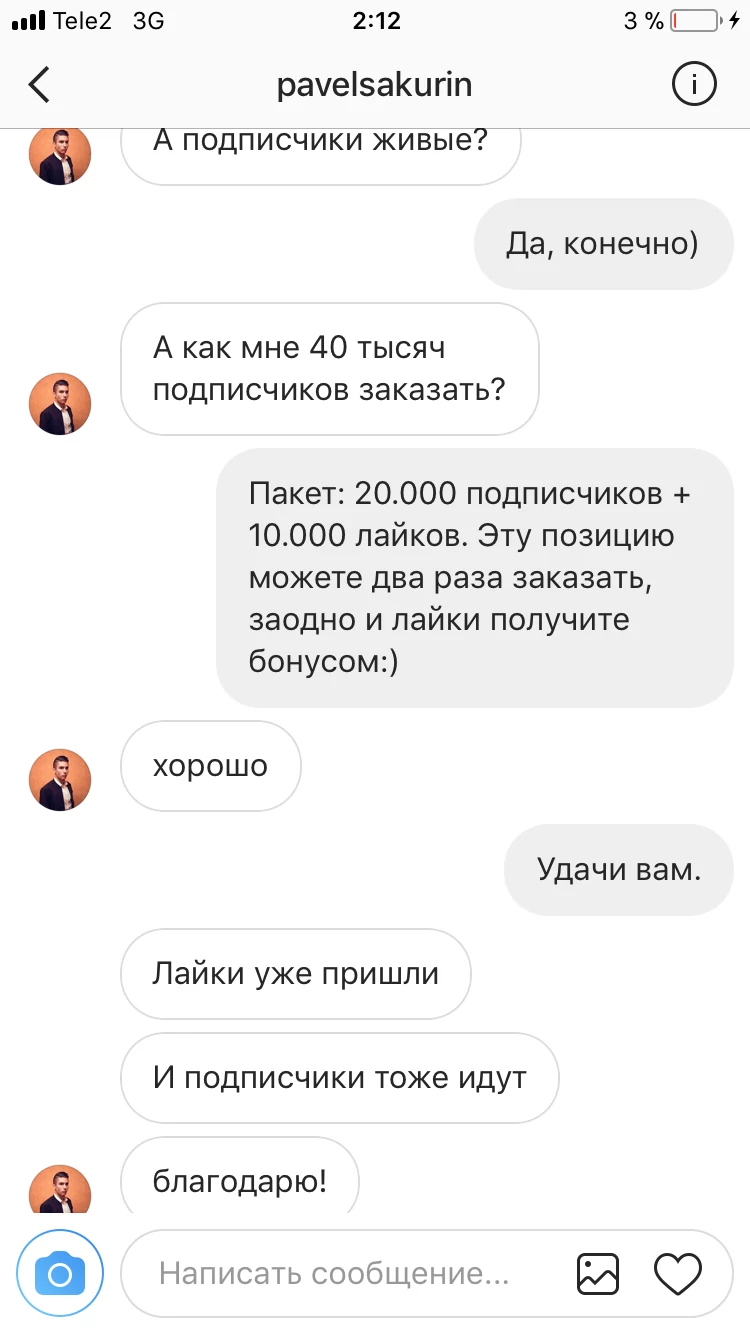 Tele2 3G 2:12 3 %
pavelsakurin
А подписчики живые?
Да, конечно)
А как мне 40 тысяч
подписчиков заказать?
Пакет: 20.000 подписчиков +
10.000 лайков. Эту позицию
можете два раза заказать,
заодно и лайки получите
бонусом:)
хорошо
Удачи вам.
Лайки уже пришли
И подписчики тоже идут
благодарю!
Написать сообщение...